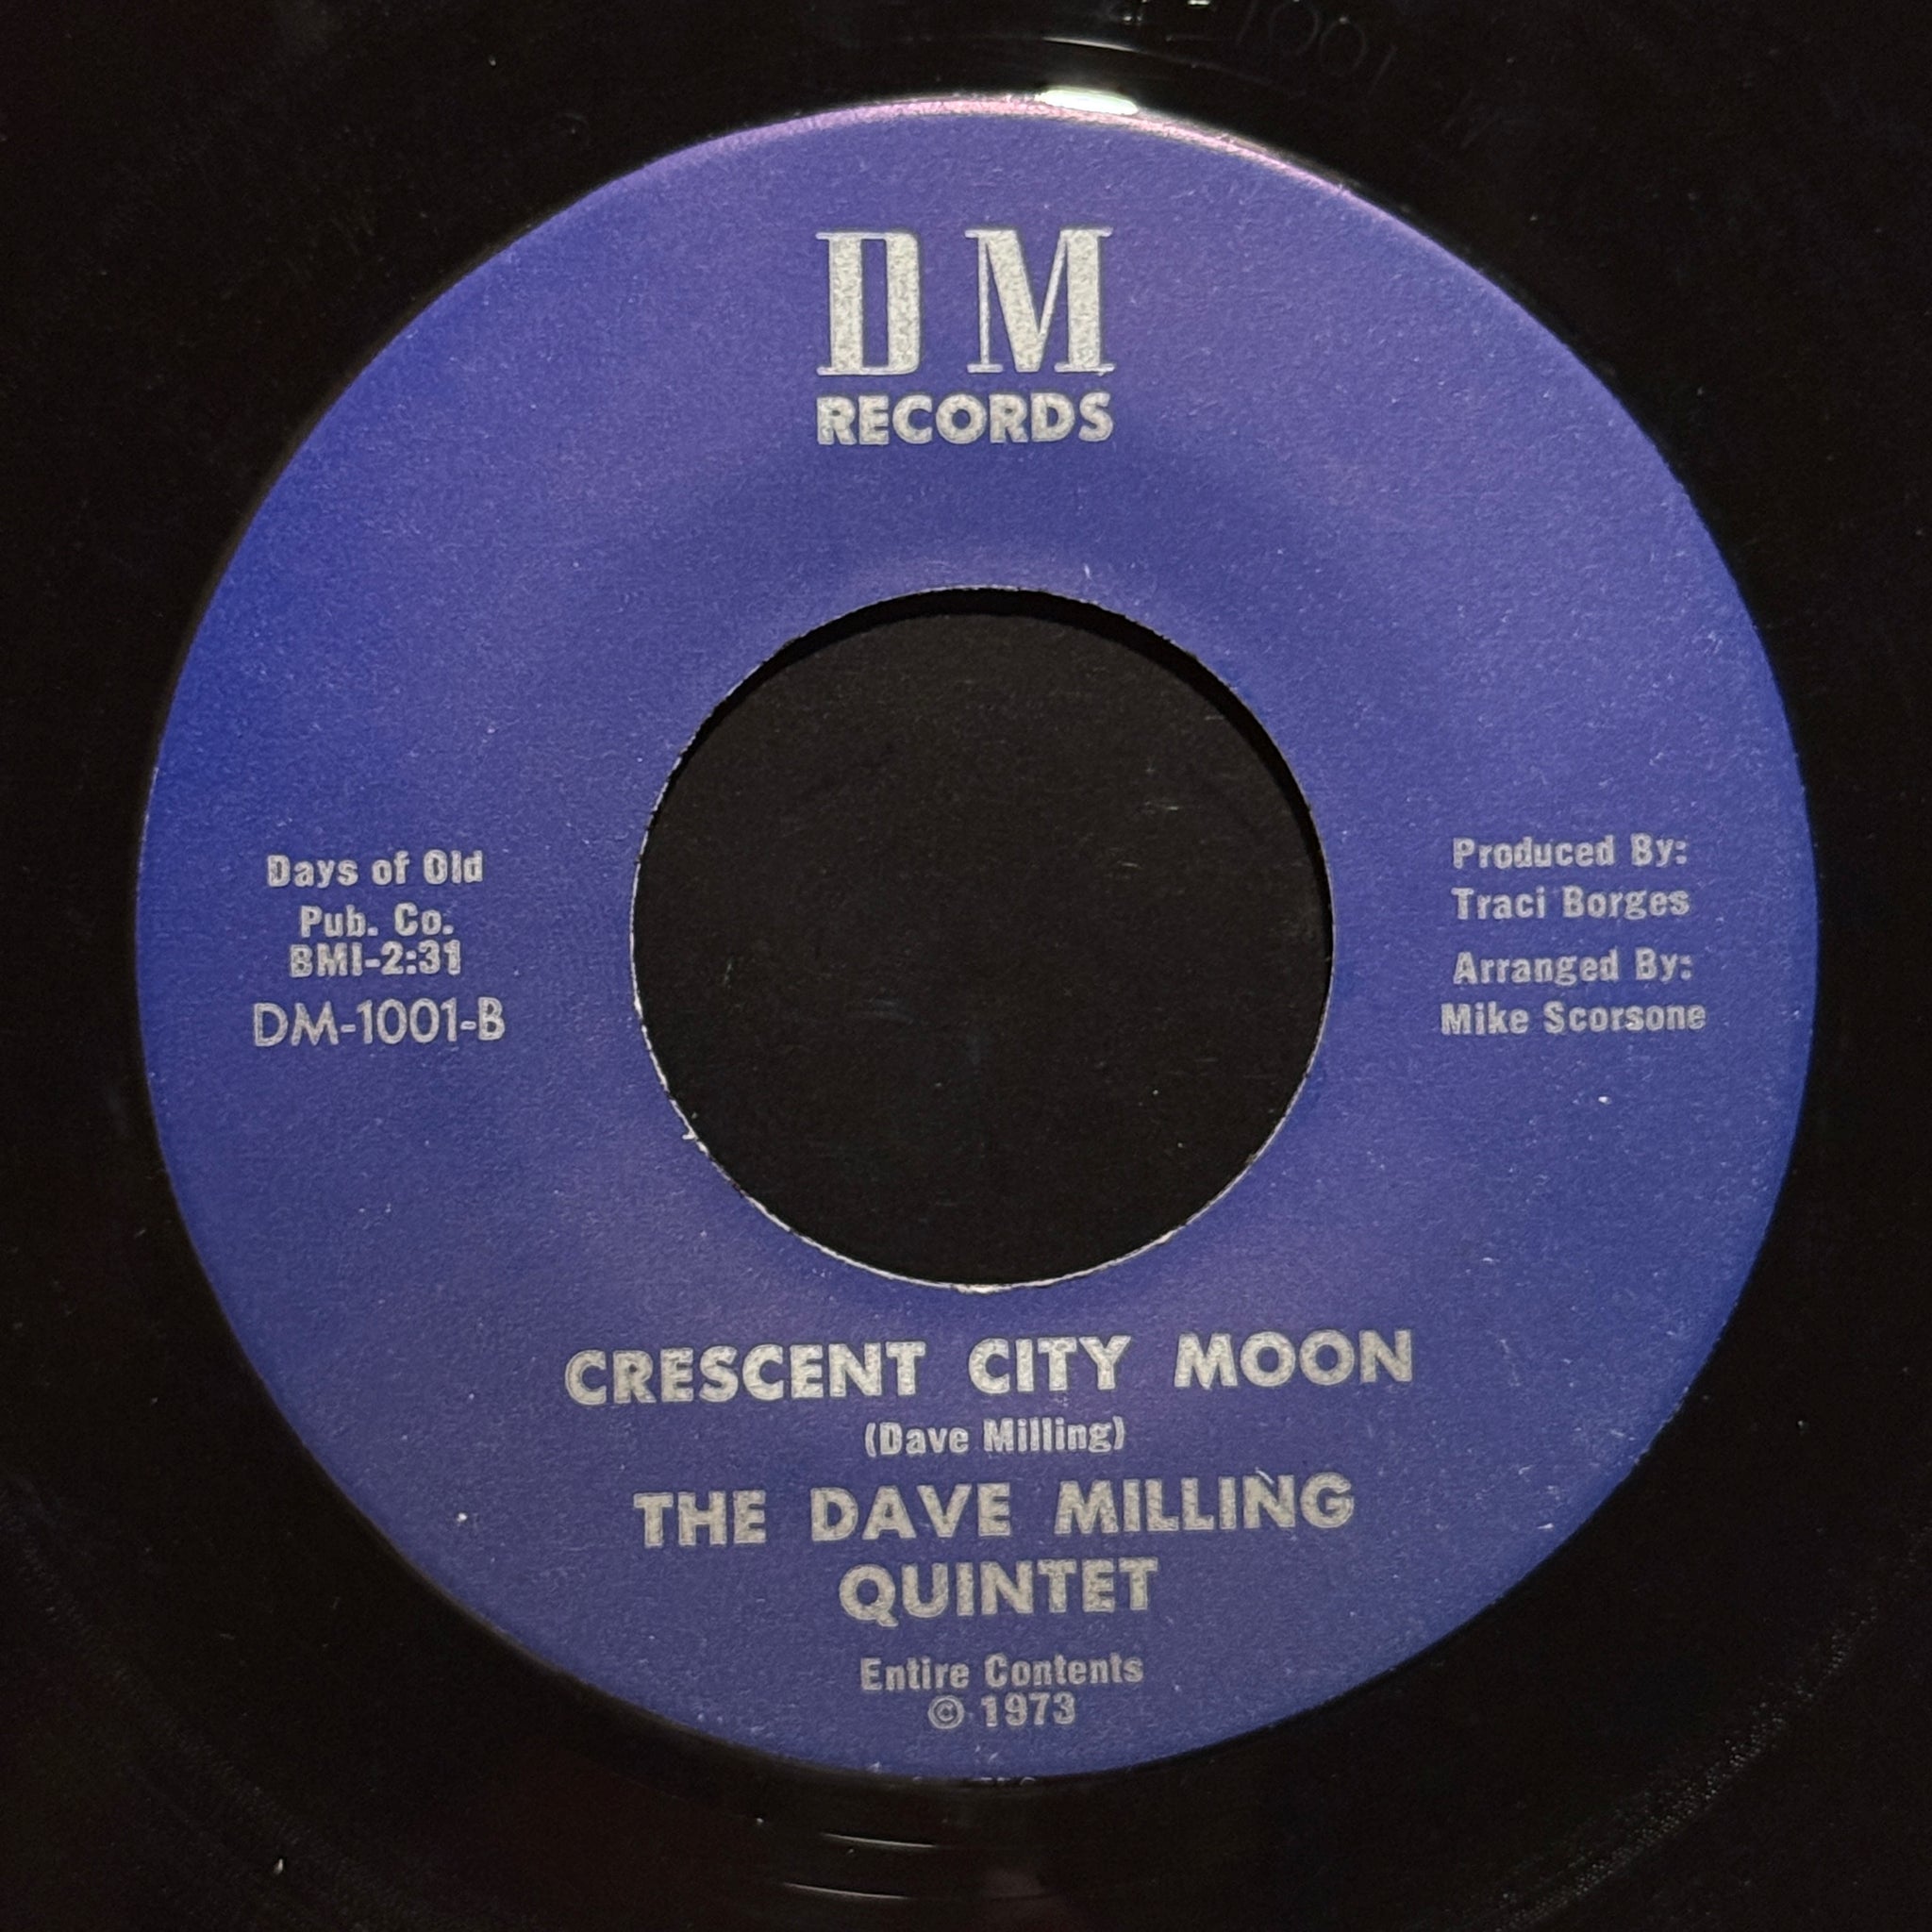 D M
RECORDS
Days of Old
Pub. Co.
BMI-2:31
DM-1001-B
Produced By:
Traci Borges
Arranged By:
Mike Scorsone
CRESCENT CITY MOON
(Dave Milling)
THE DAVE MILLING
QUINTET
Entire Contents
© 1973